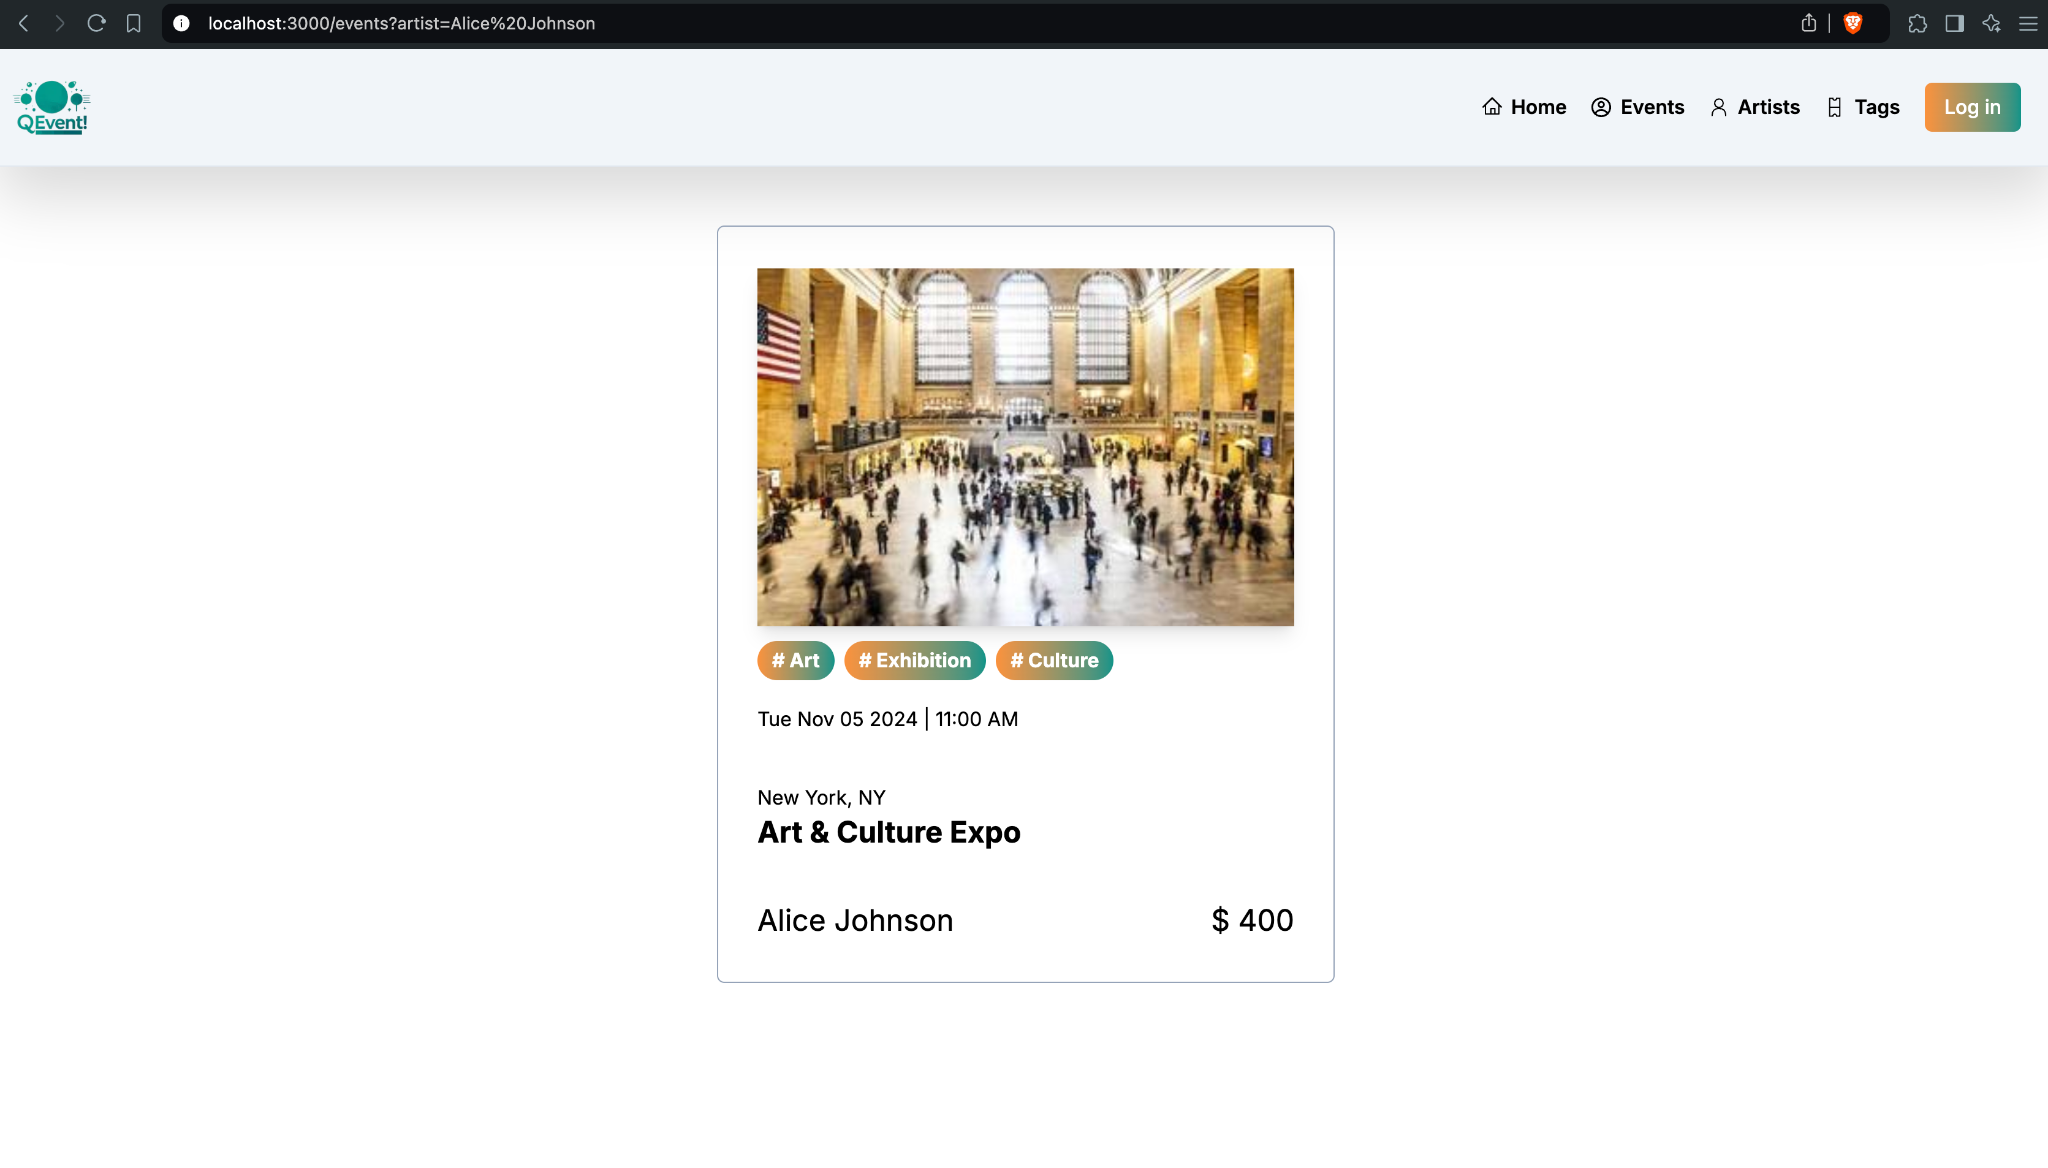 localhost:3000/events?artist=Alice%20Johnson
QEvent!
Home Events Artists Tags Log in
# Art # Exhibition # Culture
Tue Nov 05 2024 | 11:00 AM
New York, NY
Art & Culture Expo
Alice Johnson $ 400